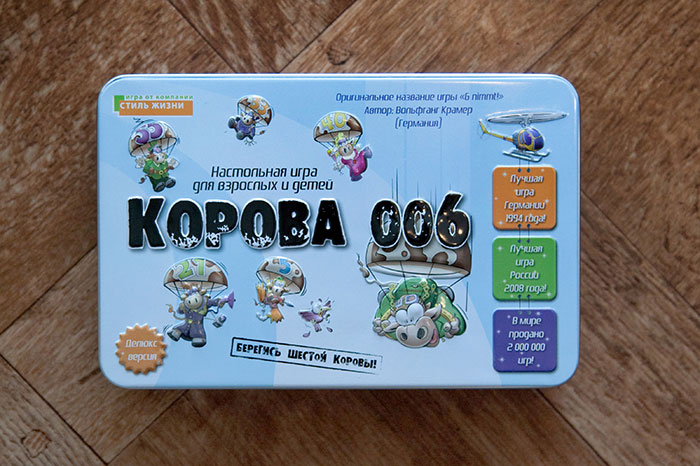 игра от компании
СТИЛЬ ЖИЗНИ
Оригинальное название игры «6 nimmt!»
Автор: Вольфганг Крамер
(Германия)
Настольная игра
для взрослых и детей
КОРОВА 006
Лучшая
игра
Германии
1994 года!
Лучшая
игра
России
2008 года!
В мире
продано
2 000 000
игр!
Делюкс
версия
БЕРЕГИСЬ ШЕСТОЙ КОРОВЫ!